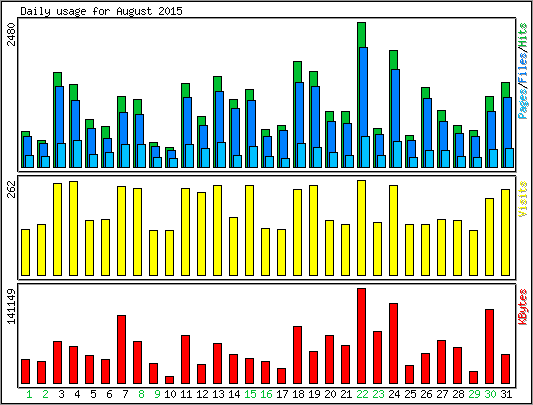 Daily usage for August 2015
2480
Pages/Files/Hits
262
Visits
141149
KBytes
1 2 3 4 5 6 7 8 9 10 11 12 13 14 15 16 17 18 19 20 21 22 23 24 25 26 27 28 29 30 31